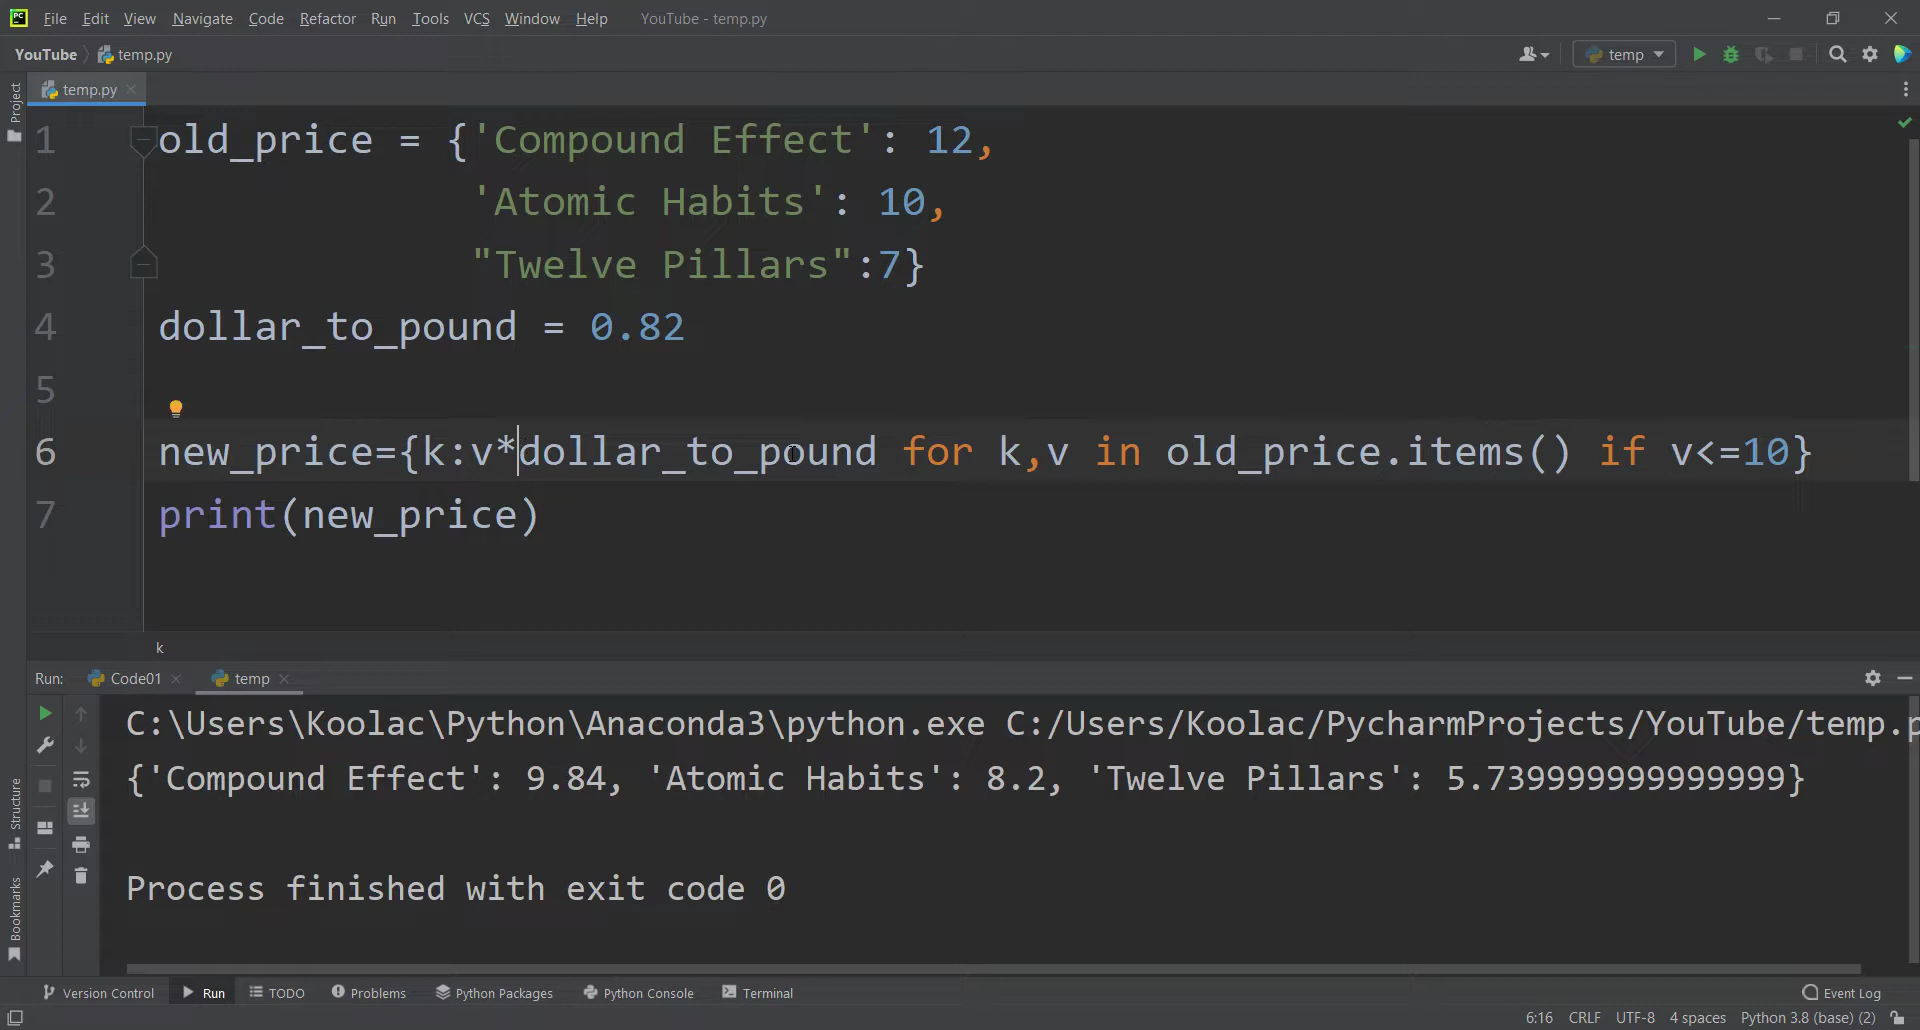 PC File Edit View Navigate Code Refactor Run Tools VCS Window Help YouTube - temp.py
YouTube temp.py temp
Project
temp.py
1 old_price = {'Compound Effect': 12,
2 'Atomic Habits': 10,
3 "Twelve Pillars":7}
4 dollar_to_pound = 0.82
5
6 new_price={k:v*dollar_to_pound for k,v in old_price.items() if v<=10}
7 print(new_price)
k
Run: Code01 temp
C:\Users\Koolac\Python\Anaconda3\python.exe C:/Users/Koolac/PycharmProjects/YouTube/temp.p
{'Compound Effect': 9.84, 'Atomic Habits': 8.2, 'Twelve Pillars': 5.739999999999999}
Process finished with exit code 0
Structure
Bookmarks
Version Control Run TODO Problems Python Packages Python Console Terminal Event Log
6:16 CRLF UTF-8 4 spaces Python 3.8 (base) (2)